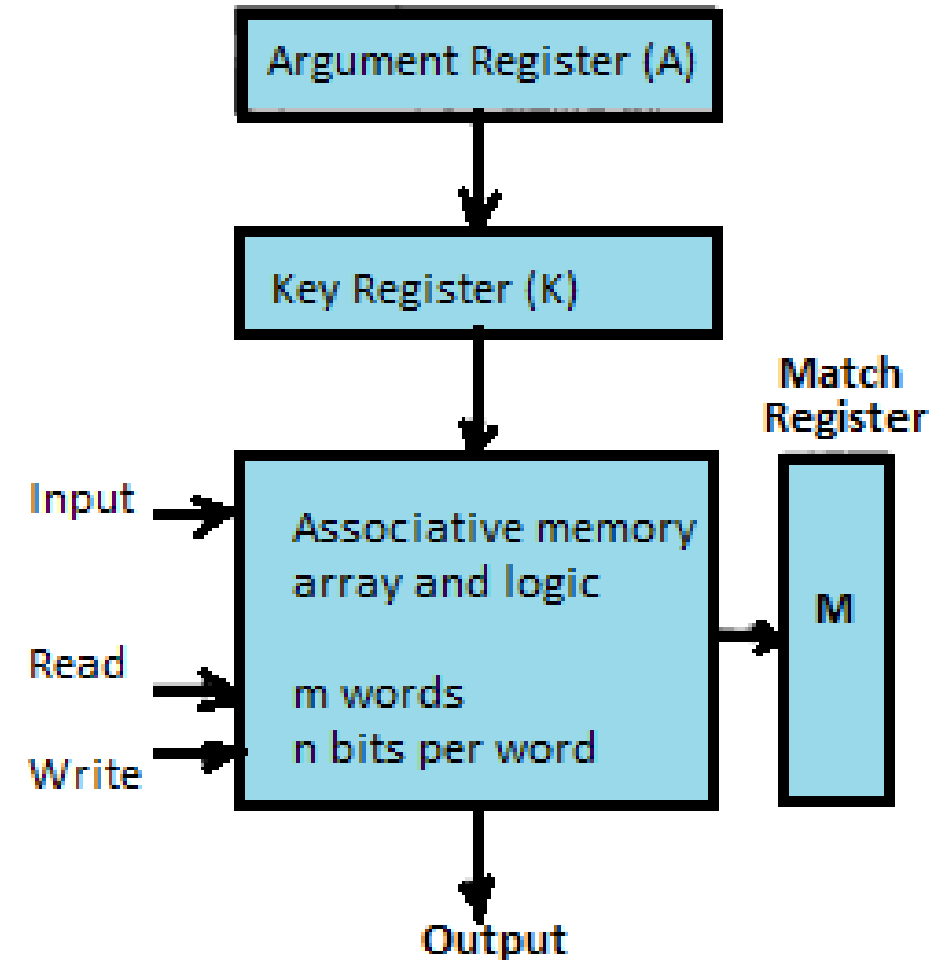 Argument Register (A)
Key Register (K)
Match
Register
Input
Associative memory
array and logic
M
Read
m words
n bits per word
Write
Output